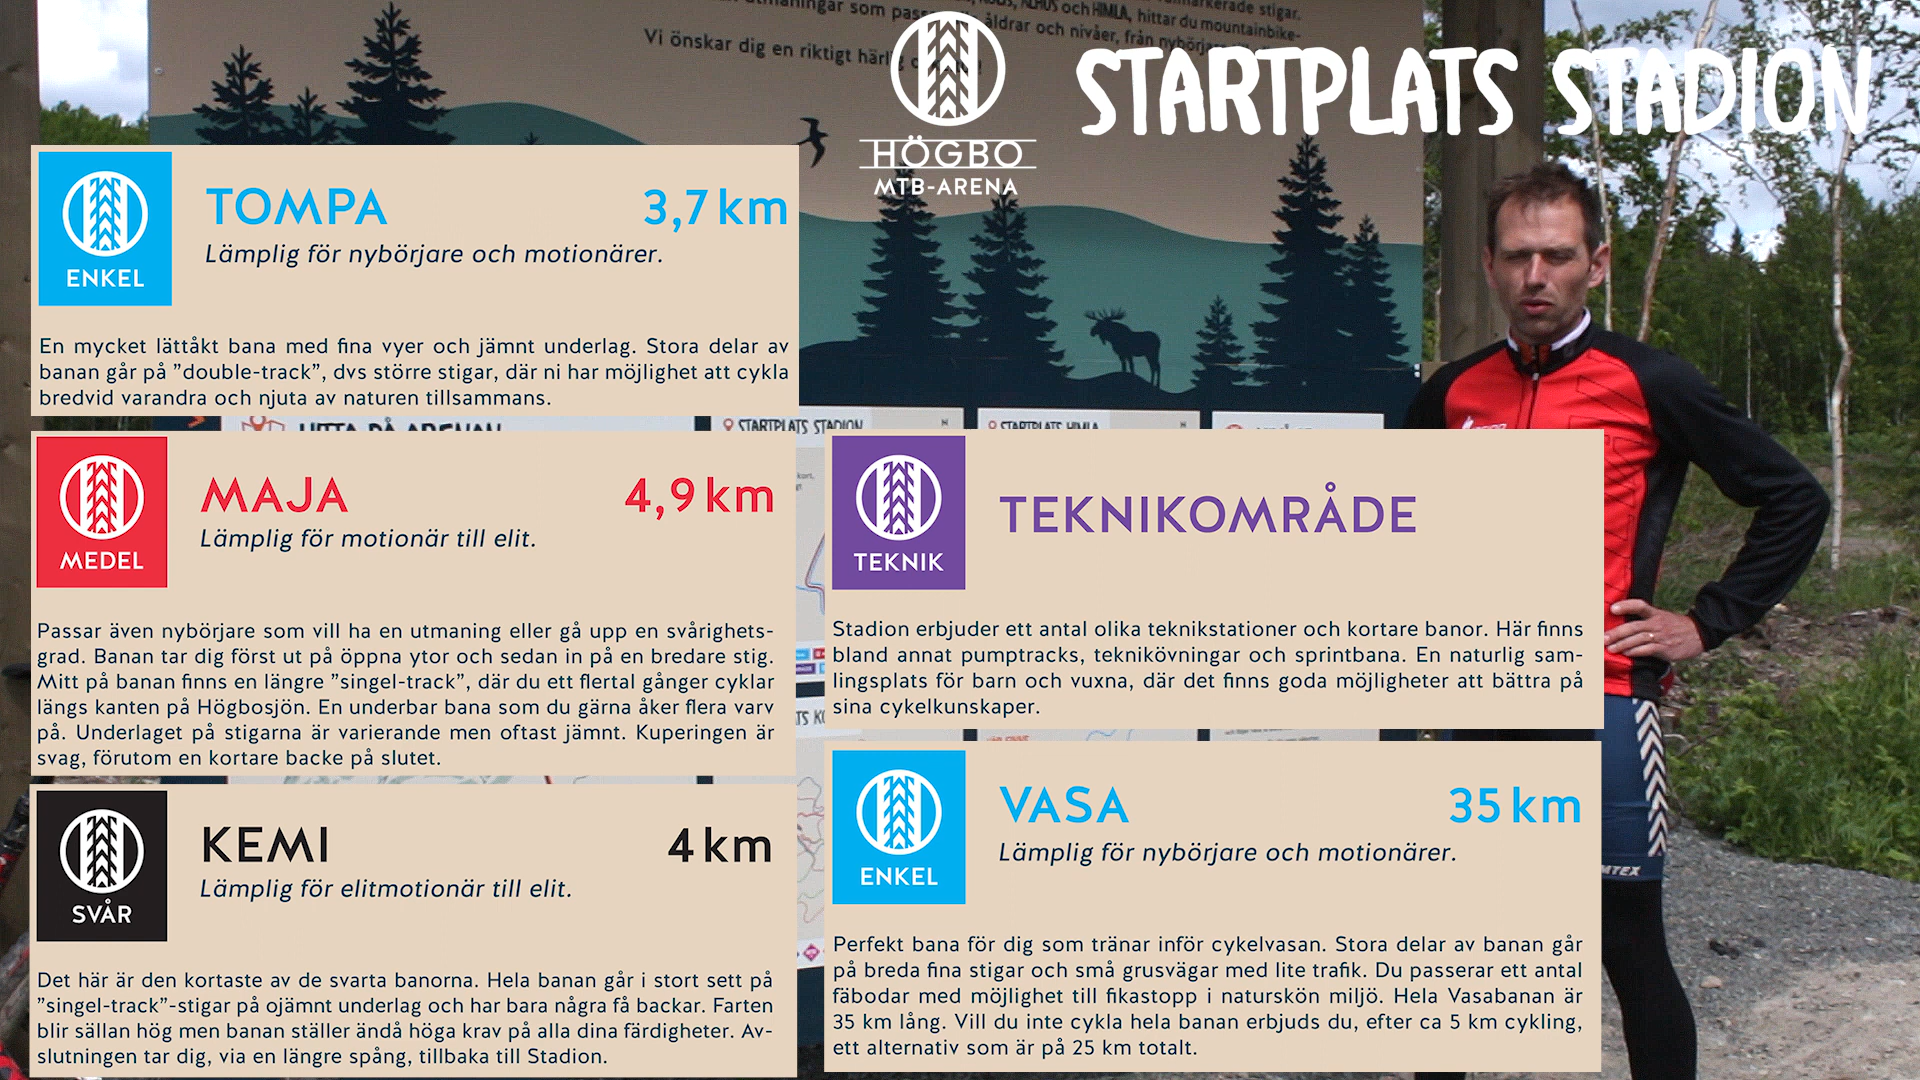 och HIMLA, hittar du mountainbike-
Vi önskar dig en riktigt
HÖGBO
MTB-ARENA
STARTPLATS STADION
ENKEL
TOMPA
3,7 km
Lämplig för nybörjare och motionärer.
En mycket lättåkt bana med fina vyer och jämnt underlag. Stora delar av
banan går på ”double-track”, dvs större stigar, där ni har möjlighet att cykla
bredvid varandra och njuta av naturen tillsammans.
STARTPLATS STADION
STARTPLATS HIMLA
MEDEL
MAJA
4,9 km
Lämplig för motionär till elit.
Passar även nybörjare som vill ha en utmaning eller gå upp en svårighets-
grad. Banan tar dig först ut på öppna ytor och sedan in på en bredare stig.
Mitt på banan finns en längre ”singel-track”, där du ett flertal gånger cyklar
längs kanten på Högbosjön. En underbar bana som du gärna åker flera varv
på. Underlaget på stigarna är varierande men oftast jämnt. Kuperingen är
svag, förutom en kortare backe på slutet.
SVÅR
KEMI
4 km
Lämplig för elitmotionär till elit.
Det här är den kortaste av de svarta banorna. Hela banan går i stort sett på
”singel-track”-stigar på ojämnt underlag och har bara några få backar. Farten
blir sällan hög men banan ställer ändå höga krav på alla dina färdigheter. Av-
slutningen tar dig, via en längre spång, tillbaka till Stadion.
TEKNIK
TEKNIKOMRÅDE
Stadion erbjuder ett antal olika teknikstationer och kortare banor. Här finns
bland annat pumptracks, teknikövningar och sprintbana. En naturlig sam-
lingsplats för barn och vuxna, där det finns goda möjligheter att bättra på
sina cykelkunskaper.
ENKEL
VASA
35 km
Lämplig för nybörjare och motionärer.
Perfekt bana för dig som tränar inför cykelvasan. Stora delar av banan går
på breda fina stigar och små grusvägar med lite trafik. Du passerar ett antal
fäbodar med möjlighet till fikastopp i naturskön miljö. Hela Vasabanan är
35 km lång. Vill du inte cykla hela banan erbjuds du, efter ca 5 km cykling,
ett alternativ som är på 25 km totalt.